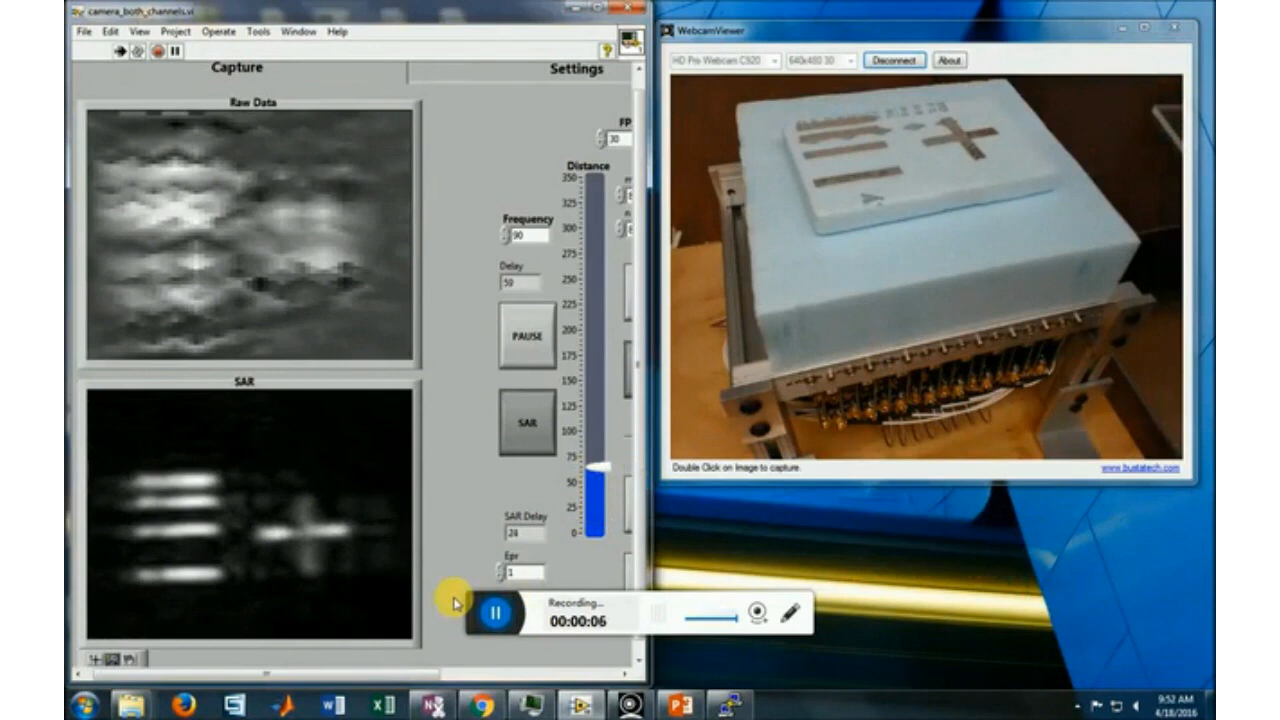 camera_both_channels.vi
File Edit View Project Operate Tools Window Help
Capture
Settings
Raw Data
FP
30
Distance
350
325
300
275
250
225
200
175
150
125
100
75
50
25
0
Frequency
90
Delay
50
PAUSE
SAR
SAR
SAR Delay
28
Epr
1
WebcamViewer
HD Pro Webcam C920
640x480 30
Disconnect
About
Double Click on Image to capture.
www.bustatech.com
Recording...
00:00:06
9:52 AM
4/18/2016